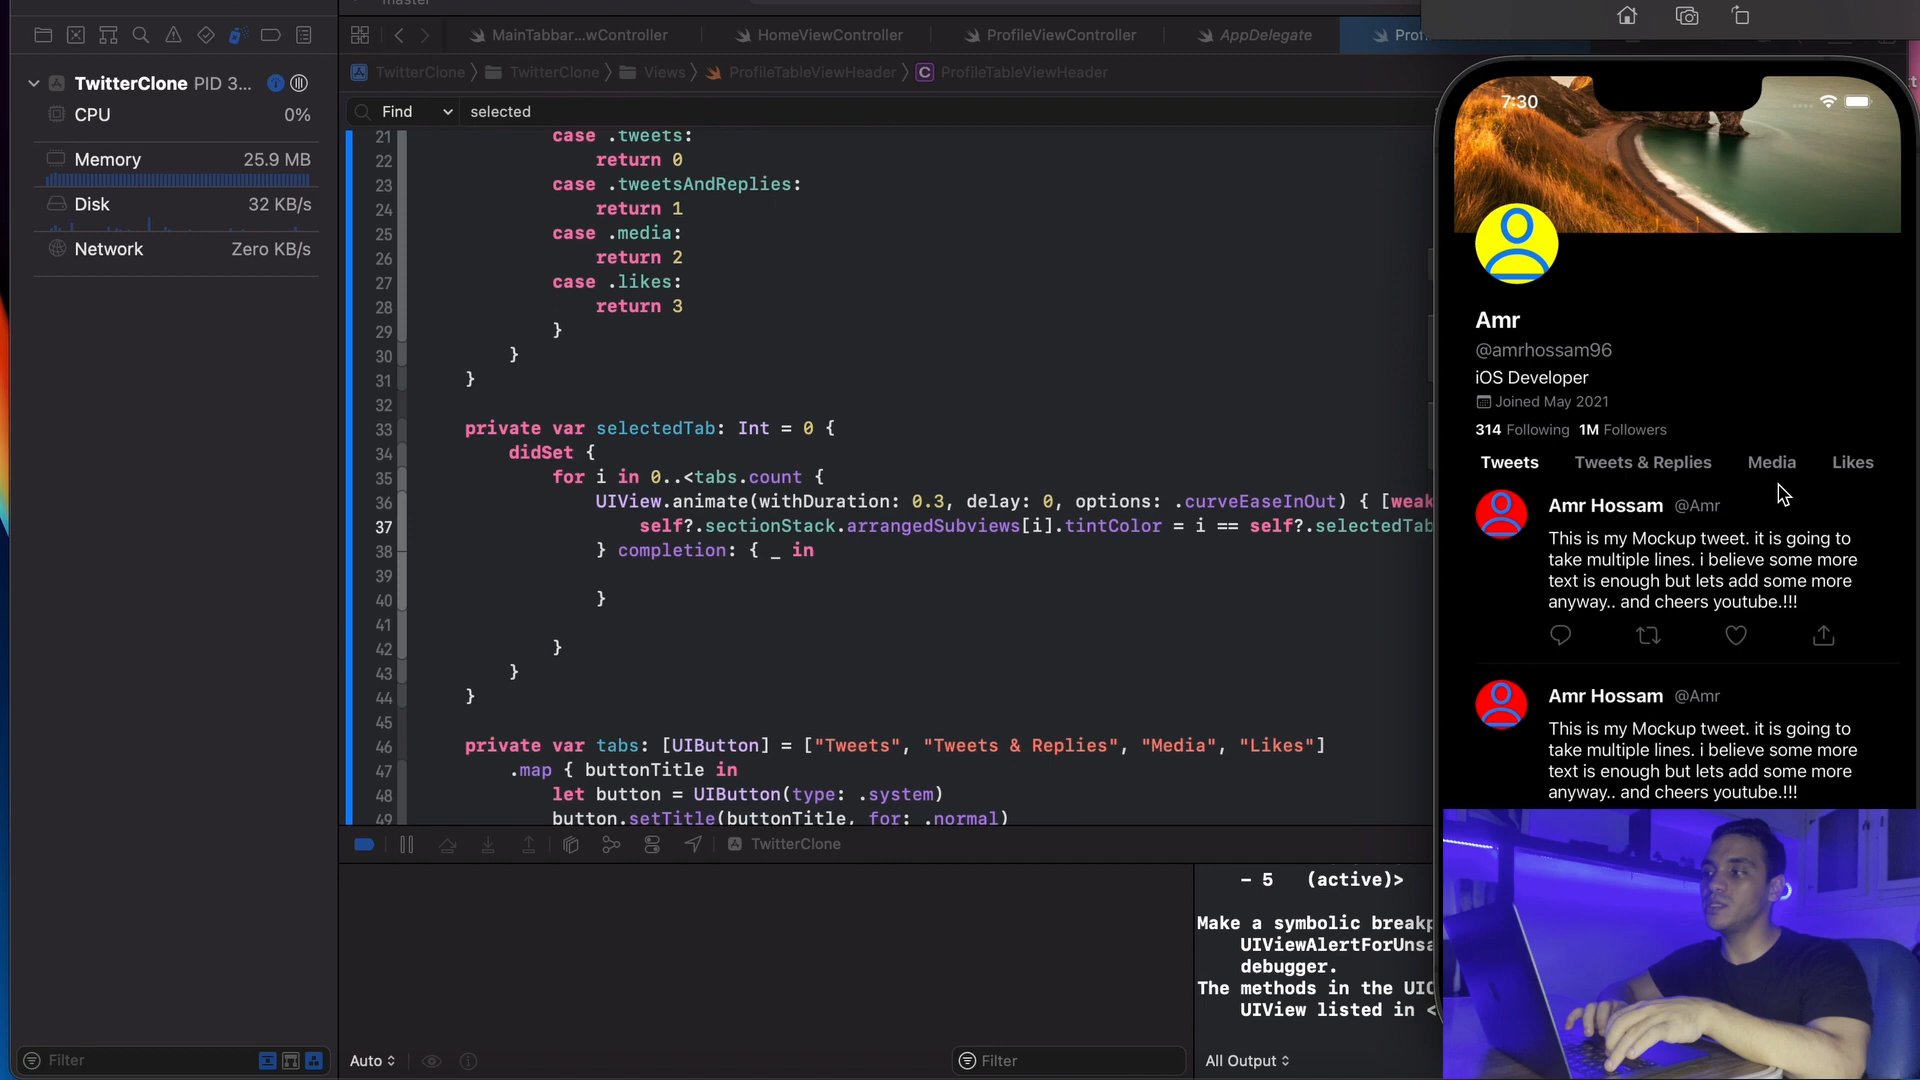 master
MainTabbar...wController
HomeViewController
ProfileViewController
AppDelegate
TwitterClone
TwitterClone
Views
ProfileTableViewHeader
C ProfileTableViewHeader
Find
selected
TwitterClone PID 3...
CPU 0%
Memory 25.9 MB
Disk 32 KB/s
Network Zero KB/s
21 case .tweets:
22 return 0
23 case .tweetsAndReplies:
24 return 1
25 case .media:
26 return 2
27 case .likes:
28 return 3
29 }
30 }
31 }
32
33 private var selectedTab: Int = 0 {
34 didSet {
35 for i in 0..<tabs.count {
36 UIView.animate(withDuration: 0.3, delay: 0, options: .curveEaseInOut) { [weak
37 self?.sectionStack.arrangedSubviews[i].tintColor = i == self?.selectedTab
38 } completion: { _ in
39
40 }
41
42 }
43 }
44 }
45
46 private var tabs: [UIButton] = ["Tweets", "Tweets & Replies", "Media", "Likes"]
47 .map { buttonTitle in
48 let button = UIButton(type: .system)
49 button.setTitle(buttonTitle, for: .normal)
TwitterClone
– 5 (active)>
Make a symbolic
debugger.
The methods in the
UIView listed in <
Filter
Auto
Filter
All Output
7:30
Amr
@amrhossam96
iOS Developer
Joined May 2021
314 Following 1M Followers
Tweets Tweets & Replies Media Likes
Amr Hossam @Amr
This is my Mockup tweet. it is going to
take multiple lines. i believe some more
text is enough but lets add some more
anyway.. and cheers youtube.!!!
Amr Hossam @Amr
This is my Mockup tweet. it is going to
take multiple lines. i believe some more
text is enough but lets add some more
anyway.. and cheers youtube.!!!